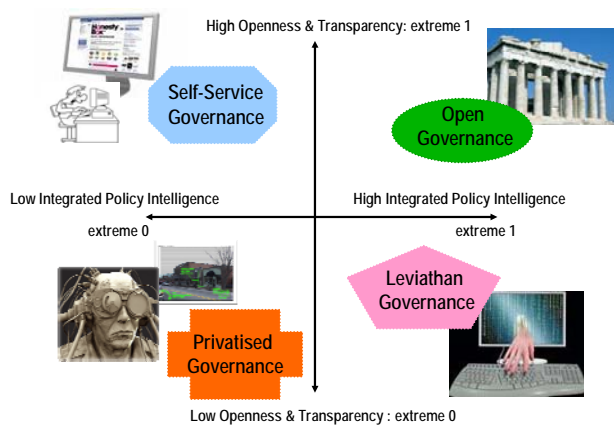 High Openness & Transparency: extreme 1
Self-Service
Governance
Open
Governance
Low Integrated Policy Intelligence
extreme 0
High Integrated Policy Intelligence
extreme 1
Leviathan
Governance
Privatised
Governance
Low Openness & Transparency : extreme 0